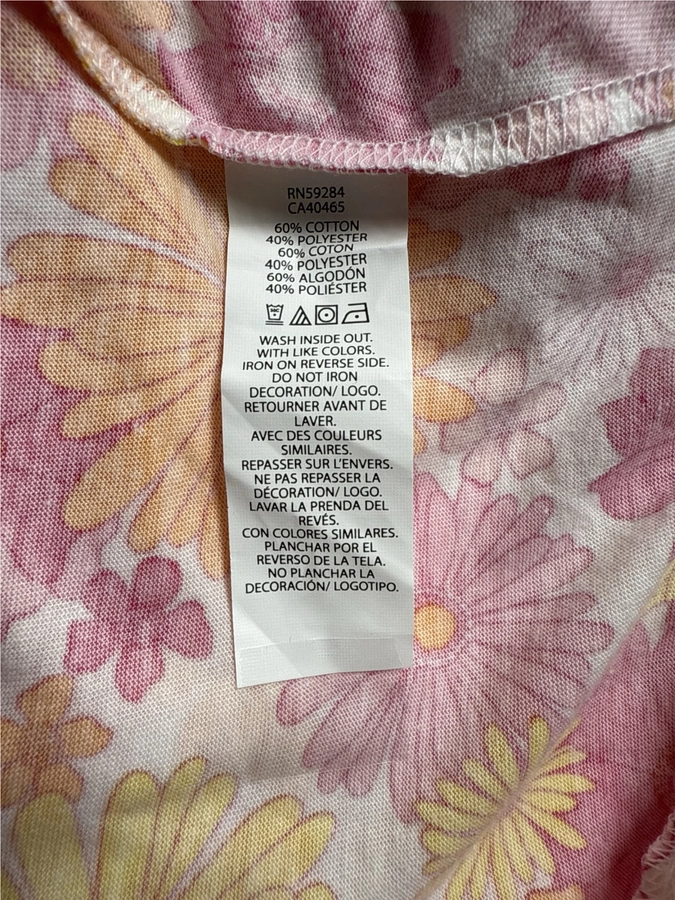 RN59284
CA40465
60% COTTON
40% POLYESTER
60% COTON
40% POLYESTER
60% ALGODÓN
40% POLIÉSTER
WASH INSIDE OUT.
WITH LIKE COLORS.
IRON ON REVERSE SIDE.
DO NOT IRON
DECORATION/ LOGO.
RETOURNER AVANT DE
LAVER.
AVEC DES COULEURS
SIMILAIRES.
REPASSER SUR L'ENVERS.
NE PAS REPASSER LA
DÉCORATION/ LOGO.
LAVAR LA PRENDA DEL
REVÉS.
CON COLORES SIMILARES.
PLANCHAR POR EL
REVERSO DE LA TELA.
NO PLANCHAR LA
DECORACIÓN/ LOGOTIPO.